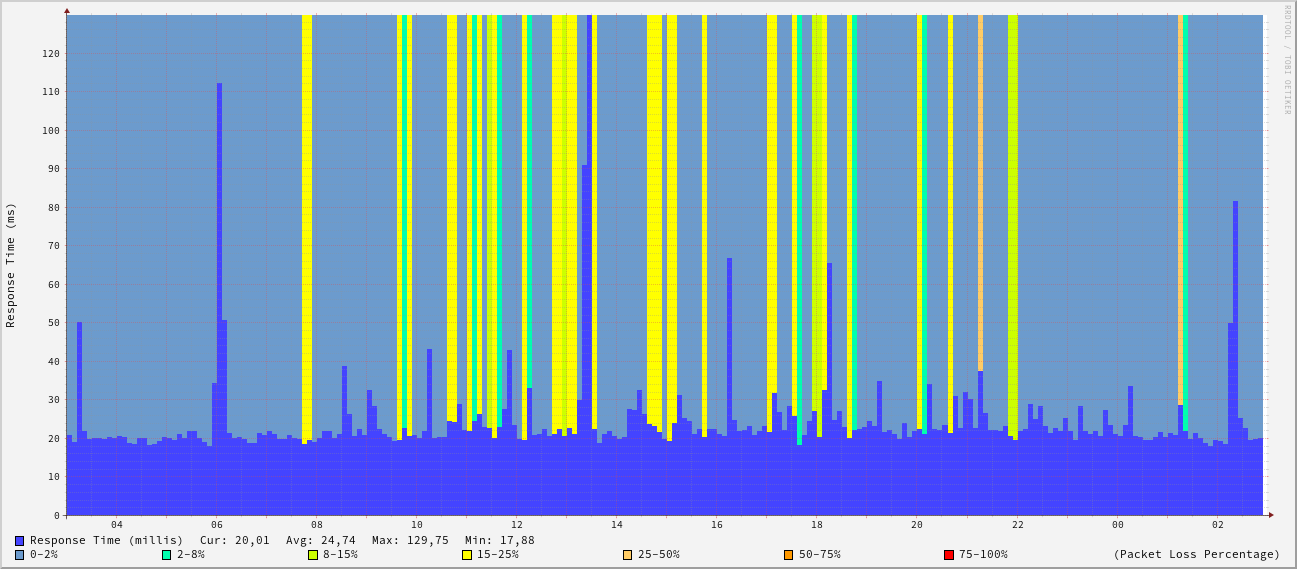 RRDTOOL / TOBI OETIKER
Response Time (ms)
120
110
100
90
80
70
60
50
40
30
20
10
0
04 06 08 10 12 14 16 18 20 22 00 02
Response Time (millis) Cur: 20,01 Avg: 24,74 Max: 129,75 Min: 17,88
0-2% 2-8% 8-15% 15-25% 25-50% 50-75% 75-100% (Packet Loss Percentage)